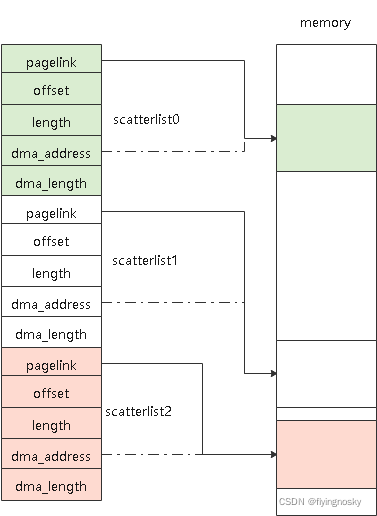 memory
pagelink
offset
length
scatterlist0
dma_address
dma_length
pagelink
offset
scatterlist1
length
dma_address
dma_length
pagelink
offset
scatterlist2
length
dma_address
dma_length
CSDN @flyingnosky